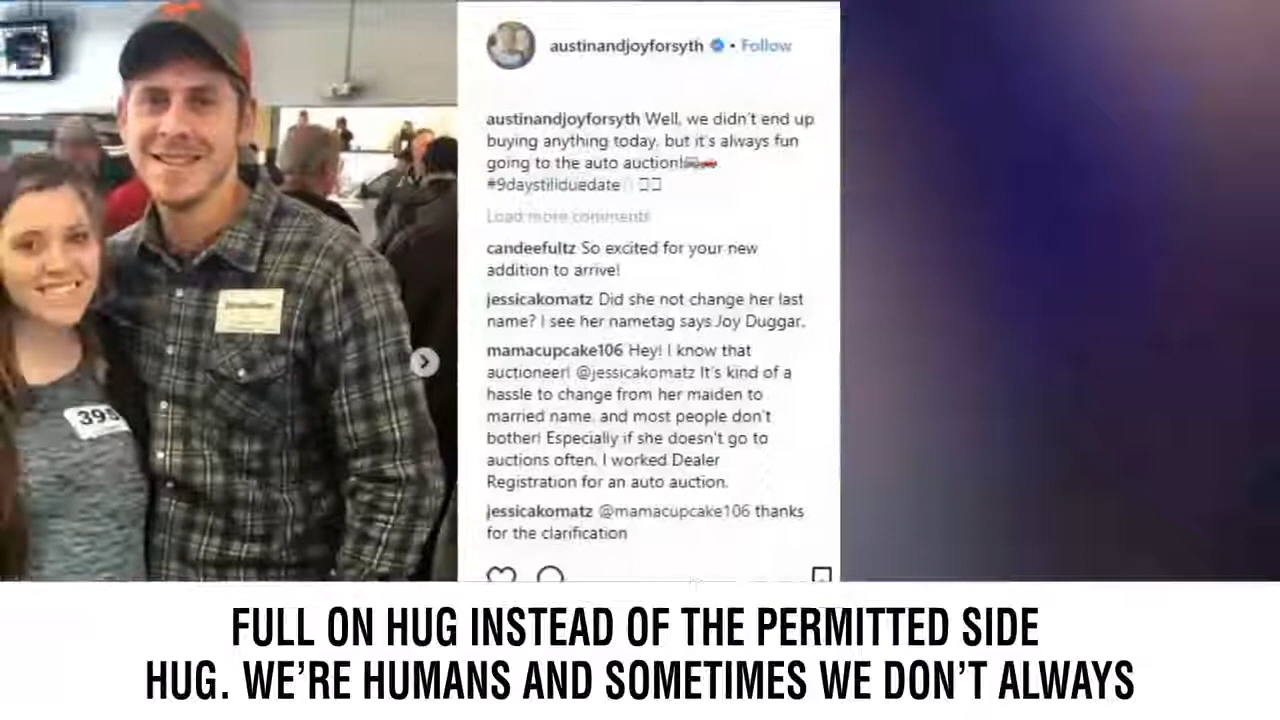 austinandjoyforsyth • Follow
austinandjoyforsyth Well, we didn't end up
buying anything today, but it's always fun
going to the auto auction!
#9daystillduedate
Load more comments
candeefultz So excited for your new
addition to arrive!
jessicakomatz Did she not change her last
name? I see her nametag says Joy Duggar.
mamacupcake106 Hey! I know that
auctioneer! @jessicakomatz It's kind of a
hassle to change from her maiden to
married name, and most people don't
bother! Especially if she doesn't go to
auctions often. I worked Dealer
Registration for an auto auction.
jessicakomatz @mamacupcake106 thanks
for the clarification
395
FULL ON HUG INSTEAD OF THE PERMITTED SIDE
HUG. WE'RE HUMANS AND SOMETIMES WE DON'T ALWAYS